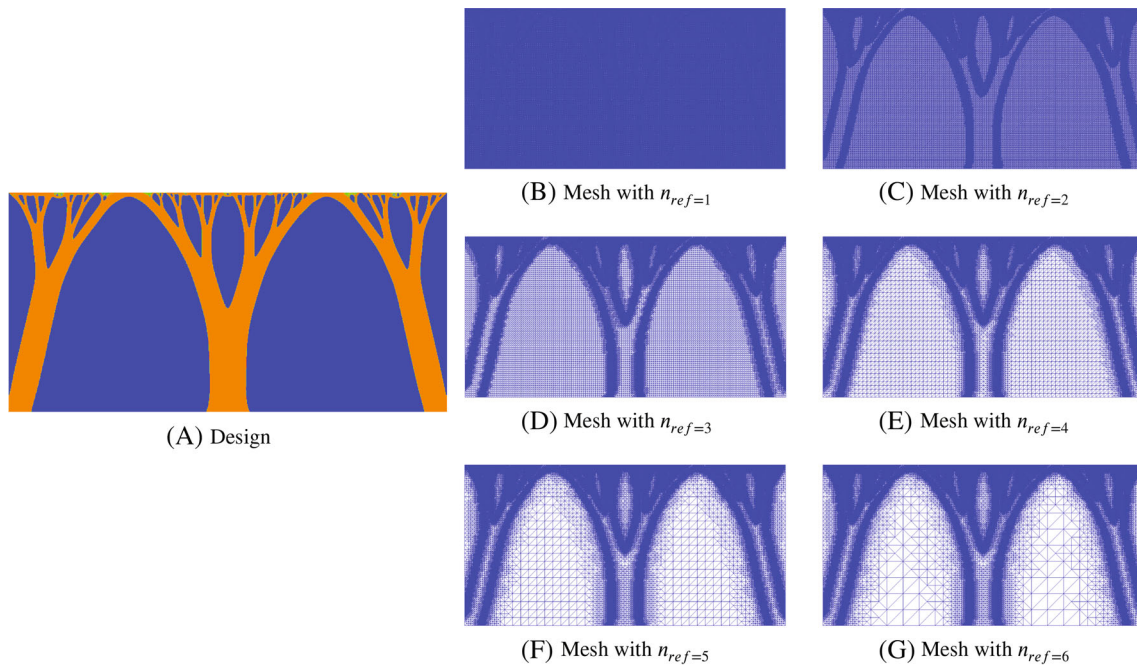 (B) Mesh with n_{ref=1}
(C) Mesh with n_{ref=2}
(A) Design
(D) Mesh with n_{ref=3}
(E) Mesh with n_{ref=4}
(F) Mesh with n_{ref=5}
(G) Mesh with n_{ref=6}